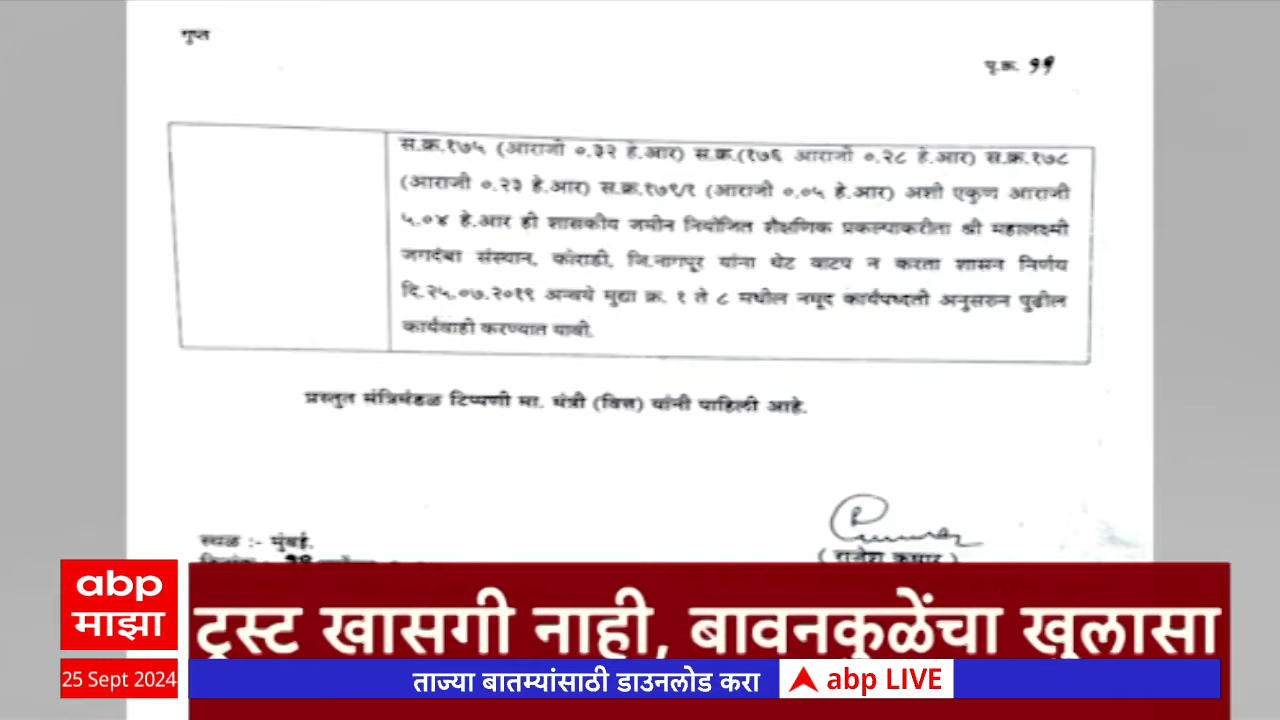 गुप्त
पृ.क्र. ११
स.क्र.१७५ (आराजी ०.३२ हे.आर) स.क्र.(१७६ आराजी ०.२८ हे.आर) स.क्र.१७८
(आराजी ०.२३ हे.आर) स.क्र.१७९/१ (आराजी ०.०५ हे.आर) अशी एकुण आराजी
५.०४ हे.आर ही शासकीय जमीन नियोजित शैक्षणिक प्रकल्पाकरीता श्री महालक्ष्मी
जगदंबा संस्थान, कोराडी, जि.नागपूर यांना थेट वाटप न करता शासन निर्णय
दि.२५.०७.२०१९ अन्वये मुद्या क्र. १ ते ८ मधील नमूद कार्यपध्दती अनुसरुन पुढील
कार्यवाही करण्यात यावी.
प्रस्तुत मंत्रिमंडळ टिप्पणी मा. मंत्री (वित्त) यांनी पाहिली आहे.
स्थळ :- मुंबई.
( राजेश कुमार )
abp
माझा
ट्रस्ट खासगी नाही, बावनकुळेंचा खुलासा
25 Sept 2024
ताज्या बातम्यांसाठी डाउनलोड करा
abp LIVE